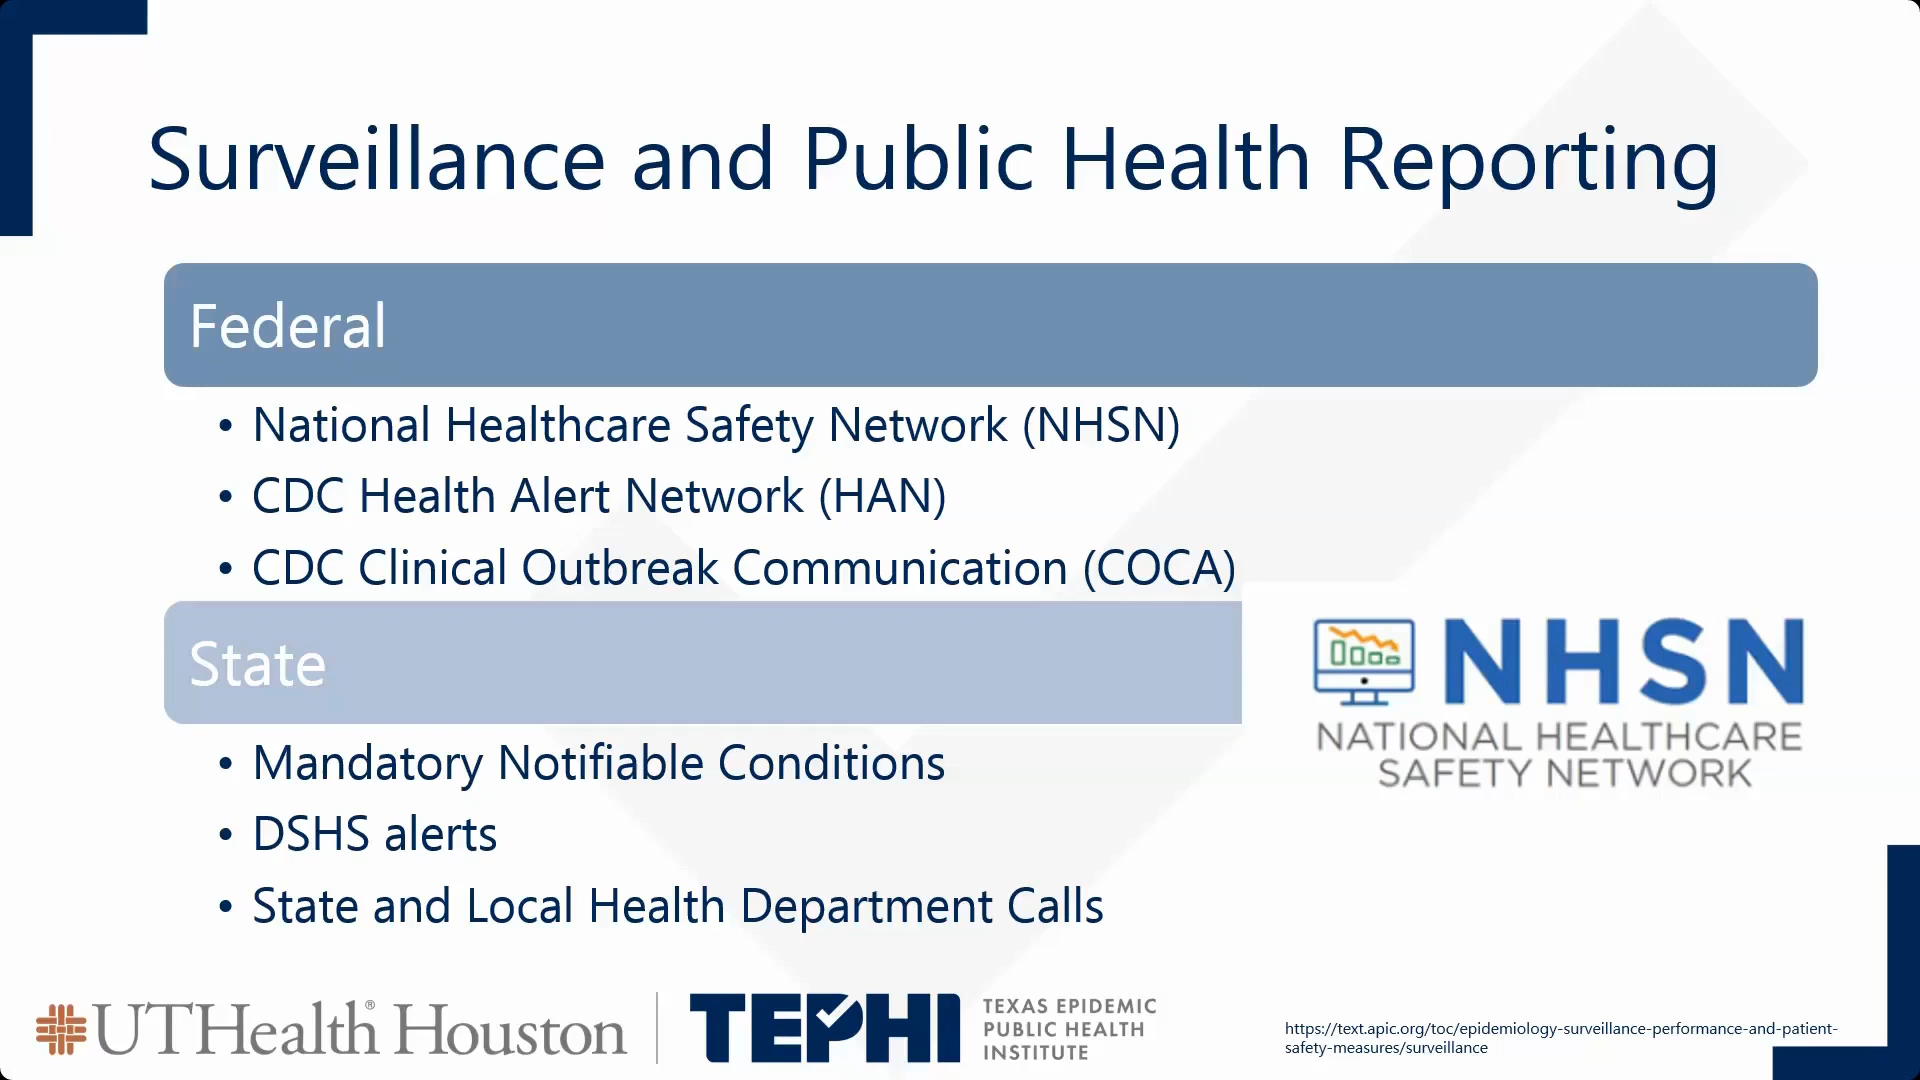 Surveillance and Public Health Reporting
Federal
• National Healthcare Safety Network (NHSN)
• CDC Health Alert Network (HAN)
• CDC Clinical Outbreak Communication (COCA)
State
• Mandatory Notifiable Conditions
• DSHS alerts
• State and Local Health Department Calls
NHSN
NATIONAL HEALTHCARE
SAFETY NETWORK
UTHealth® Houston
TEPHI
TEXAS EPIDEMIC
PUBLIC HEALTH
INSTITUTE
https://text.apic.org/toc/epidemiology-surveillance-performance-and-patient-
safety-measures/surveillance